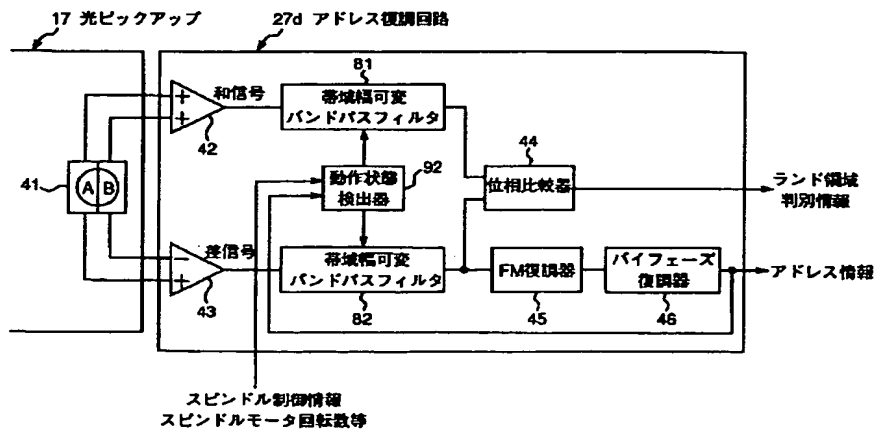 17 光ピックアップ
27d アドレス復調回路
81
和信号
帯域幅可変
バンドパスフィルタ
42
44
41
A B
動作状態
検出器
92
位相比較器
ランド領域
判別情報
差信号
帯域幅可変
バンドパスフィルタ
FM復調器
バイフェーズ
復調器
アドレス情報
43
82
45
46
スピンドル制御情報
スピンドルモータ回転数等